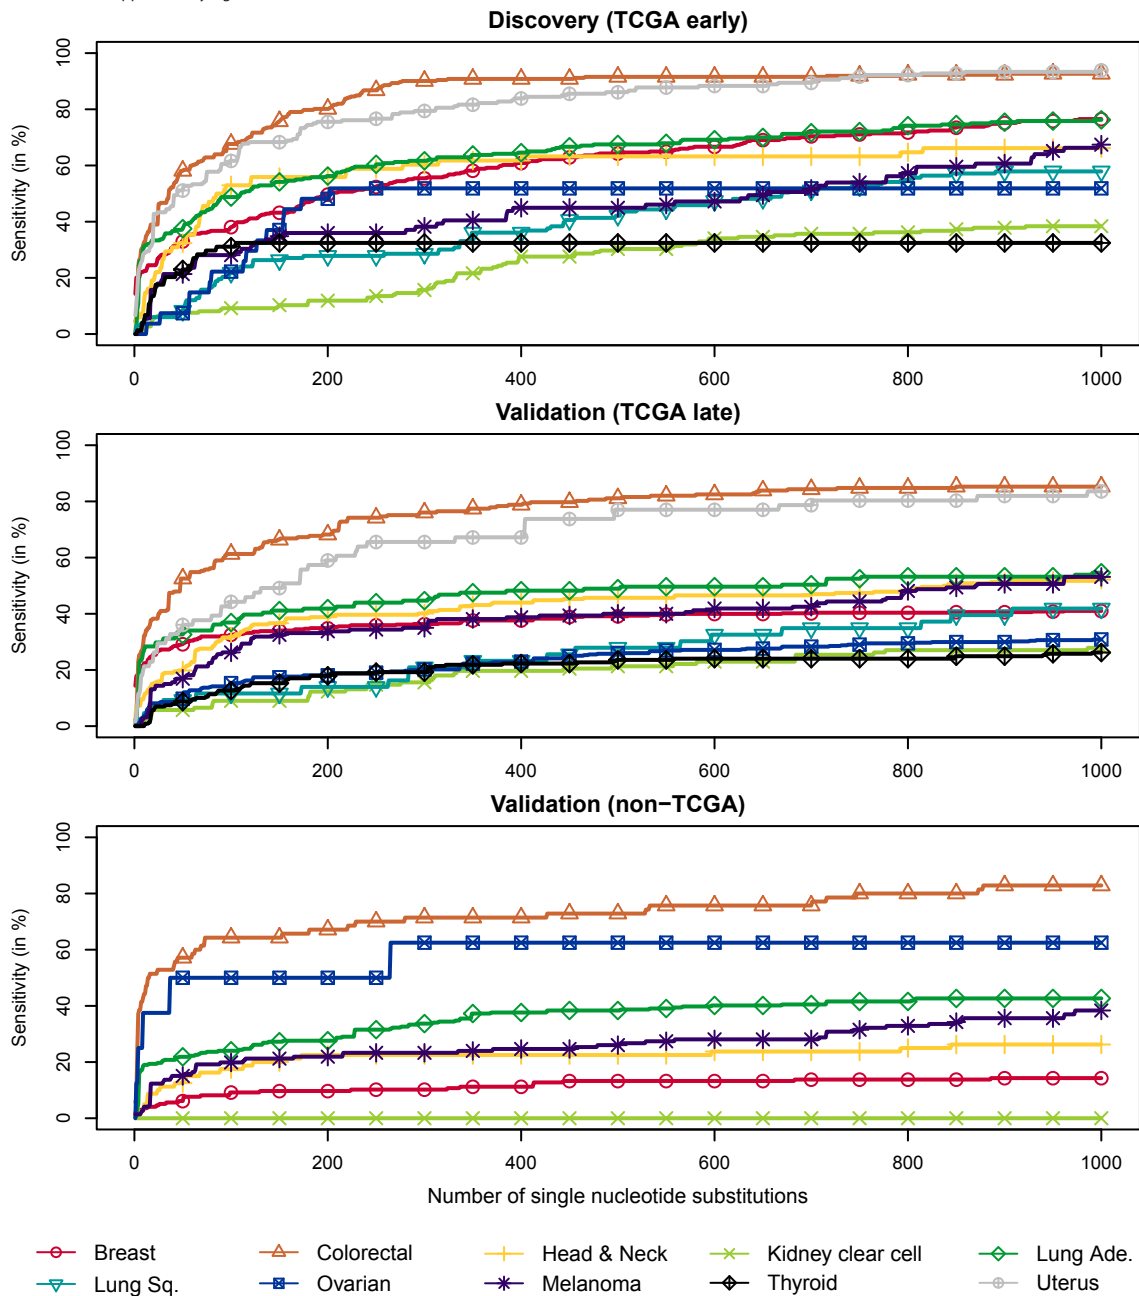 Discovery (TCGA early)
Sensitivity (in %)
100
80
60
40
20
0
0 200 400 600 800 1000
Validation (TCGA late)
Sensitivity (in %)
100
80
60
40
20
0
0 200 400 600 800 1000
Validation (non−TCGA)
Sensitivity (in %)
100
80
60
40
20
0
0 200 400 600 800 1000
Number of single nucleotide substitutions
Breast Colorectal Head & Neck Kidney clear cell Lung Ade.
Lung Sq. Ovarian Melanoma Thyroid Uterus